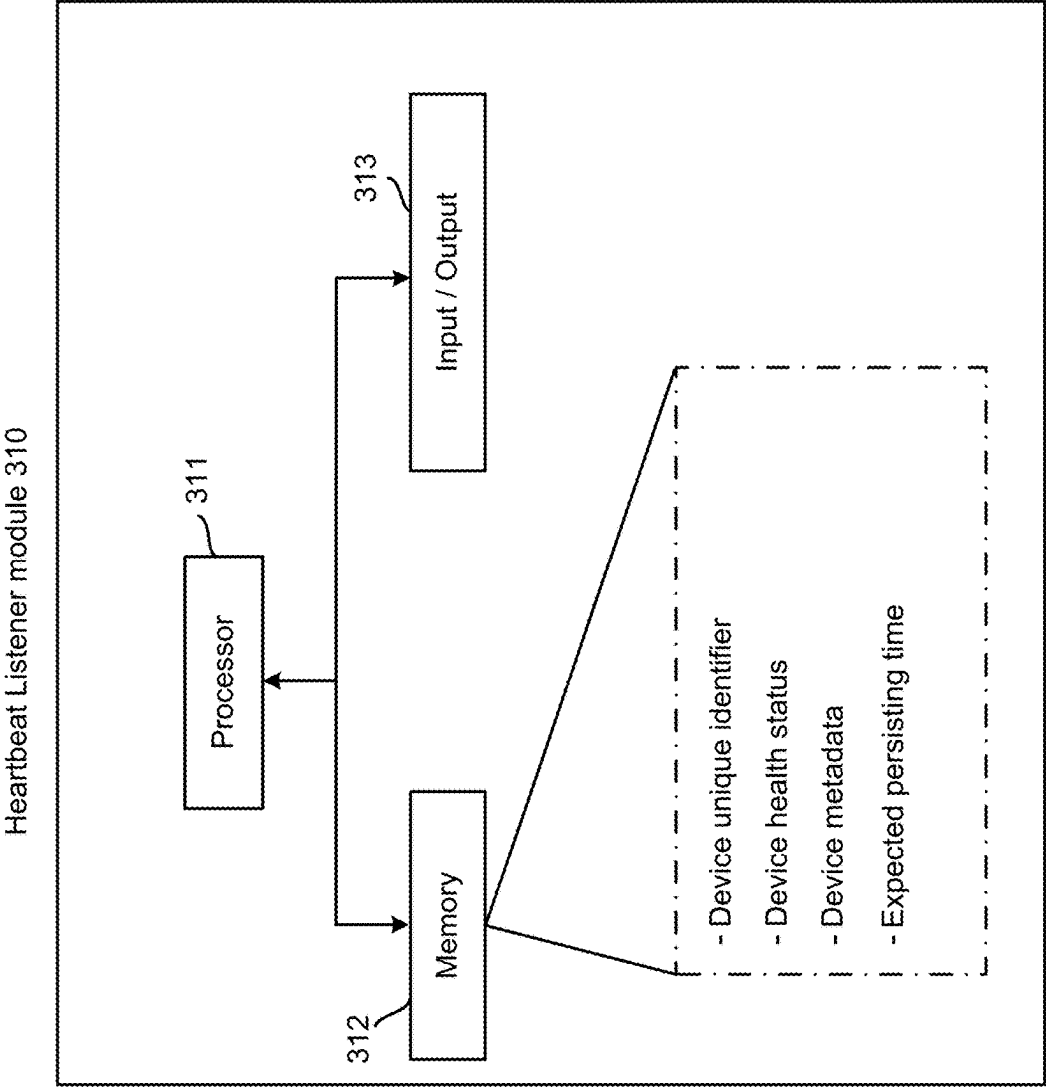 Heartbeat Listener module 310
311
Processor
312
Memory
313
Input / Output
- Device unique identifier
- Device health status
- Device metadata
- Expected persisting time